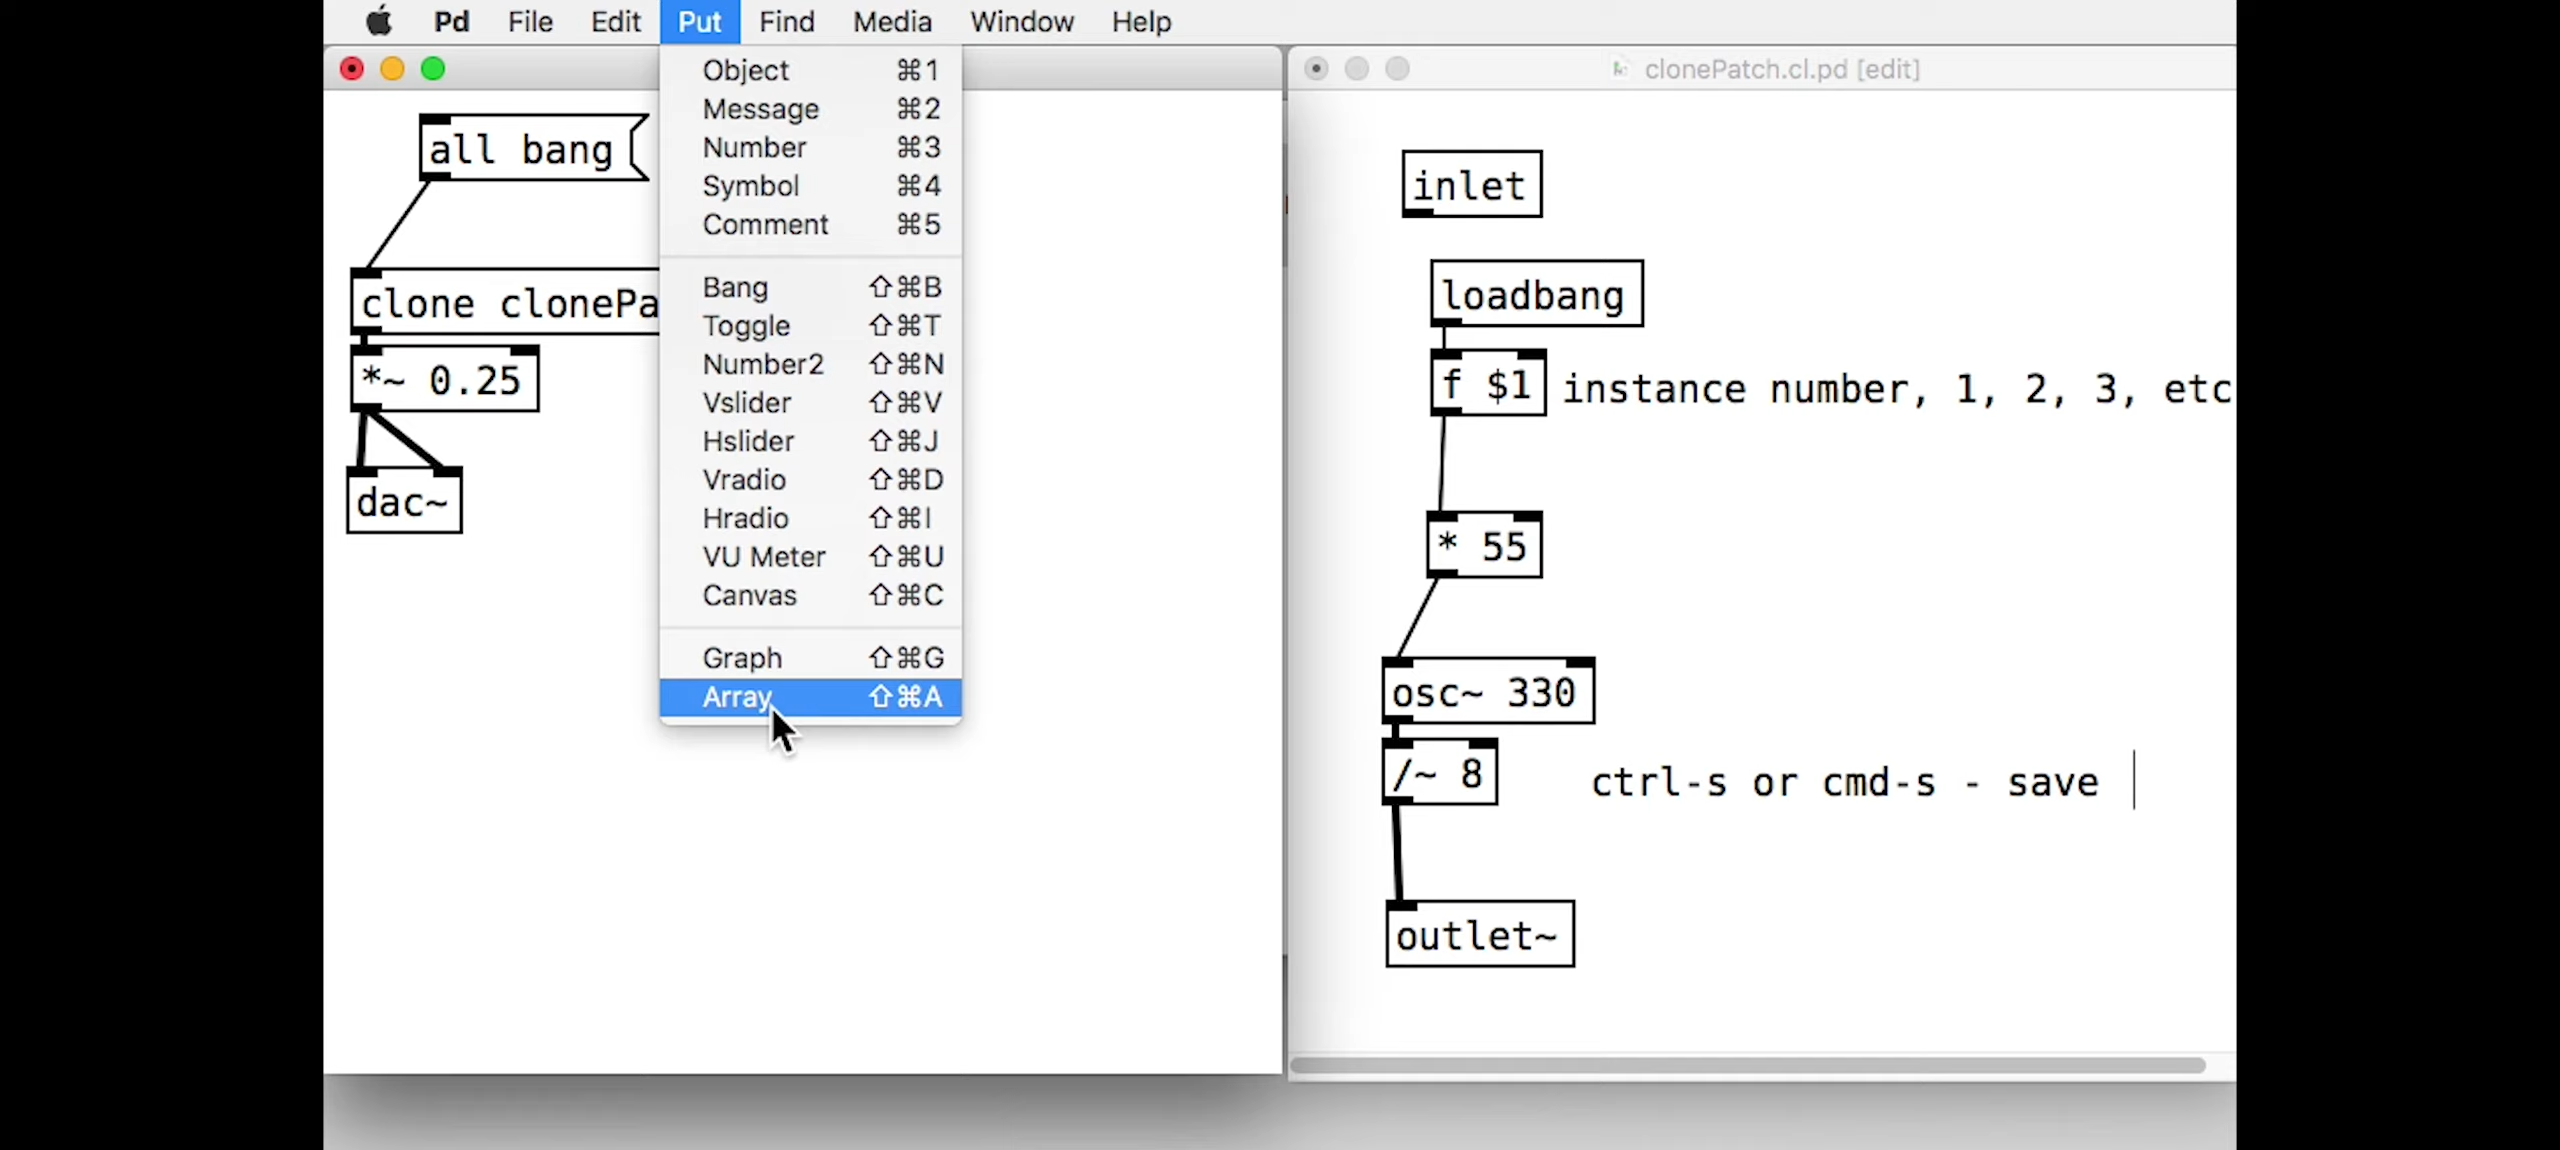 Pd File Edit Put Find Media Window Help
Object ⌘1
Message ⌘2
Number ⌘3
Symbol ⌘4
Comment ⌘5
Bang ⇧⌘B
Toggle ⇧⌘T
Number2 ⇧⌘N
Vslider ⇧⌘V
Hslider ⇧⌘J
Vradio ⇧⌘D
Hradio ⇧⌘I
VU Meter ⇧⌘U
Canvas ⇧⌘C
Graph ⇧⌘G
Array ⇧⌘A
all bang
clone clonePa
*~ 0.25
dac~
clonePatch.cl.pd [edit]
inlet
loadbang
f $1 instance number, 1, 2, 3, etc
* 55
osc~ 330
/~ 8 ctrl-s or cmd-s - save
outlet~